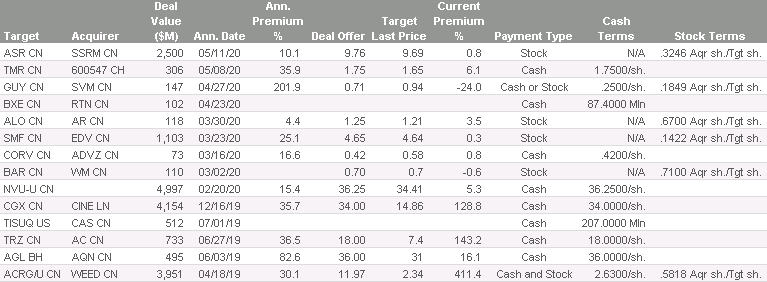 Target Acquirer Deal Value ($M) Ann. Date Ann. Premium % Deal Offer Target Last Price Current Premium % Payment Type Cash Terms Stock Terms
ASR CN SSRM CN 2,500 05/11/20 10.1 9.76 9.69 0.8 Stock N/A .3246 Aqr sh./Tgt sh.
TMR CN 600547 CH 306 05/08/20 35.9 1.75 1.65 6.1 Cash 1.7500/sh.
GUY CN SVM CN 147 04/27/20 201.9 0.71 0.94 -24.0 Cash or Stock .2500/sh. .1849 Aqr sh./Tgt sh.
BXE CN RTN CN 102 04/23/20 Cash 87.4000 Mln
ALO CN AR CN 118 03/30/20 4.4 1.25 1.21 3.5 Stock N/A .6700 Aqr sh./Tgt sh.
SMF CN EDV CN 1,103 03/23/20 25.1 4.65 4.64 0.3 Stock N/A .1422 Aqr sh./Tgt sh.
CORV CN ADVZ CN 73 03/16/20 16.6 0.42 0.58 0.8 Cash .4200/sh.
BAR CN WM CN 110 03/02/20 0.70 0.7 -0.6 Stock N/A .7100 Aqr sh./Tgt sh.
NVU-U CN 4,997 02/20/20 15.4 36.25 34.41 5.3 Cash 36.2500/sh.
CGX CN CINE LN 4,154 12/16/19 35.7 34.00 14.86 128.8 Cash 34.0000/sh.
TISUQ US CAS CN 512 07/01/19 Cash 207.0000 Mln
TRZ CN AC CN 733 06/27/19 36.5 18.00 7.4 143.2 Cash 18.0000/sh.
AGL BH AQN CN 495 06/03/19 82.6 36.00 31 16.1 Cash 36.0000/sh.
ACRG/U CN WEED CN 3,951 04/18/19 30.1 11.97 2.34 411.4 Cash and Stock 2.6300/sh. .5818 Aqr sh./Tgt sh.